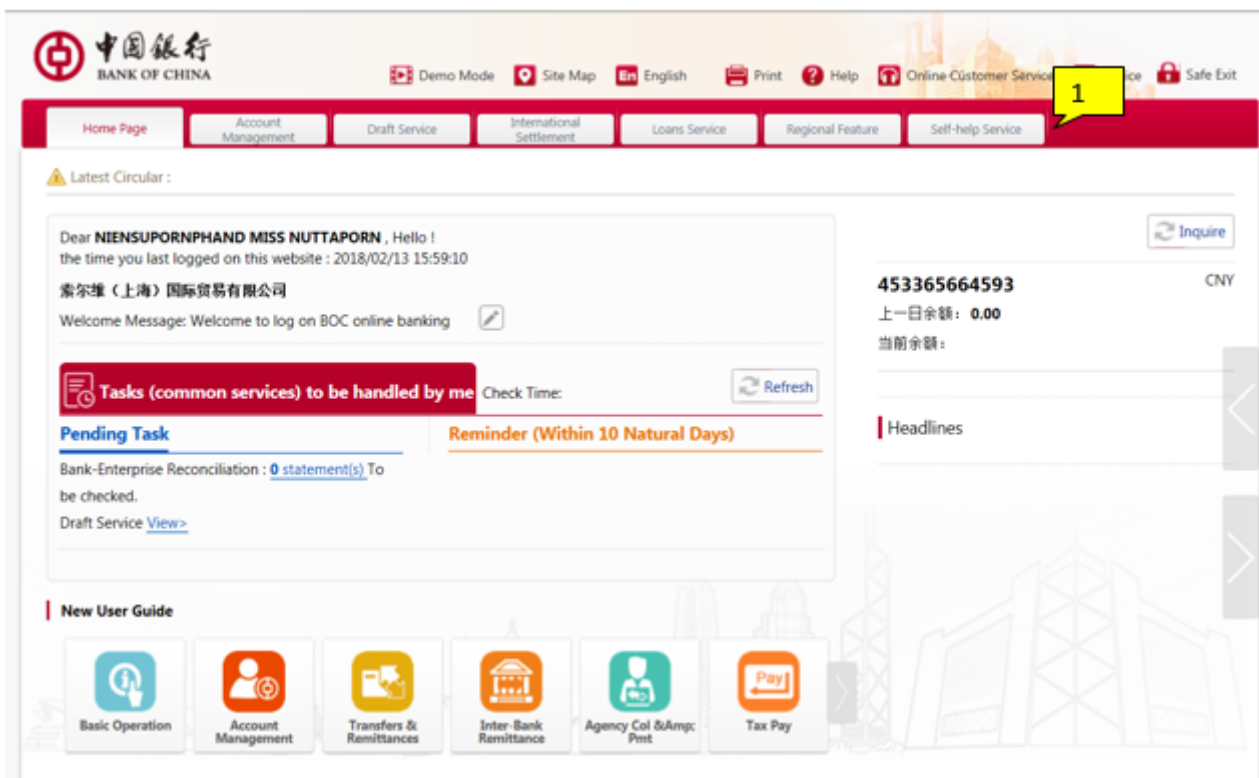 中国银行
BANK OF CHINA
Demo Mode Site Map En English Print Help Online Customer Service ice Safe Exit
1
Home Page Account Management Draft Service International Settlement Loans Service Regional Feature Self-help Service
Latest Circular :
Dear NIENSUPORNPHAND MISS NUTTAPORN , Hello !
the time you last logged on this website : 2018/02/13 15:59:10
索尔维（上海）国际贸易有限公司
Welcome Message: Welcome to log on BOC online banking
Inquire
453365664593 CNY
上一日余额：0.00
当前余额：
Tasks (common services) to be handled by me Check Time: Refresh
Pending Task Reminder (Within 10 Natural Days)
Headlines
Bank-Enterprise Reconciliation : 0 statement(s) To
be checked.
Draft Service View>
New User Guide
Pay
Basic Operation
Account
Management
Transfers &
Remittances
Inter-Bank
Remittance
Agency Col &Amp;
Pmt
Tax Pay